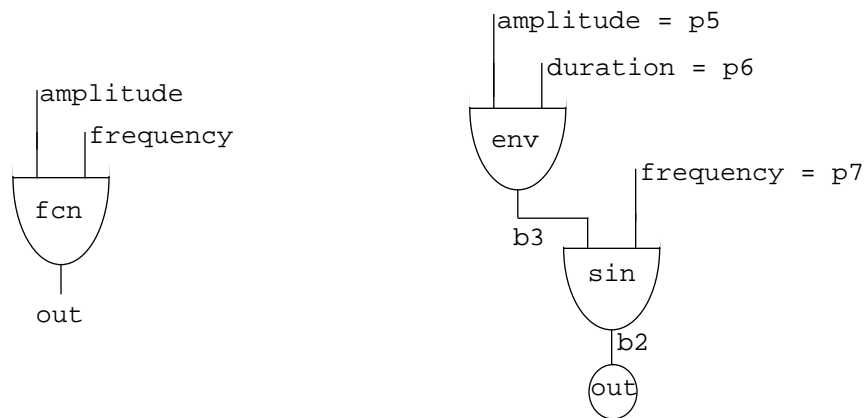 amplitude
frequency
fcn
out
amplitude = p5
duration = p6
env
frequency = p7
b3
sin
b2
out